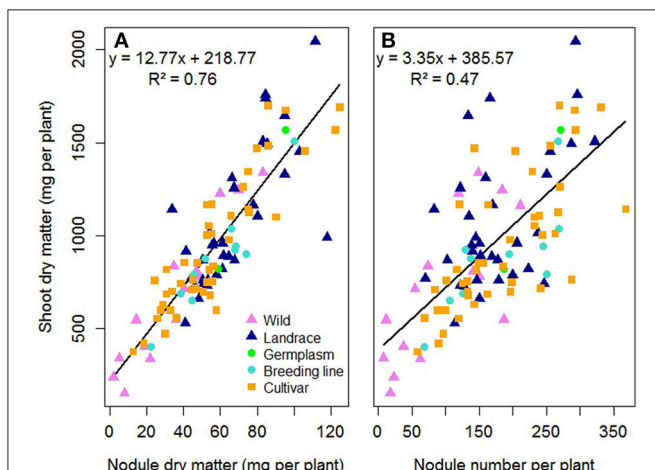 A
y = 12.77x + 218.77
R² = 0.76
B
y = 3.35x + 385.57
R² = 0.47
Shoot dry matter (mg per plant)
2000
1500
1000
500
Wild
Landrace
Germplasm
Breeding line
Cultivar
0 20 40 60 80 120
0 50 150 250 350
Nodule dry matter (mg per plant)
Nodule number per plant